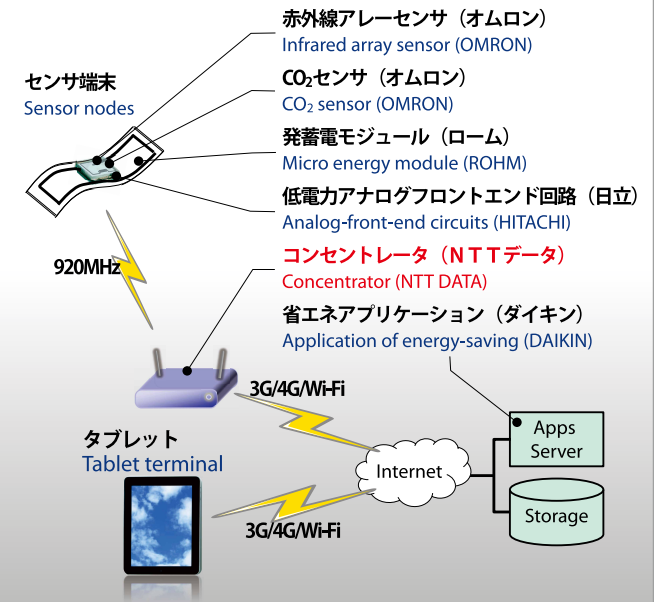 赤外線アレーセンサ（オムロン）
Infrared array sensor (OMRON)
センサ端末
Sensor nodes
CO₂センサ（オムロン）
CO₂ sensor (OMRON)
発蓄電モジュール（ローム）
Micro energy module (ROHM)
低電力アナログフロントエンド回路（日立）
Analog-front-end circuits (HITACHI)
920MHz
コンセントレータ（ＮＴＴデータ）
Concentrator (NTT DATA)
省エネアプリケーション（ダイキン）
Application of energy-saving (DAIKIN)
3G/4G/Wi-Fi
タブレット
Tablet terminal
Internet
Apps
Server
Storage
3G/4G/Wi-Fi